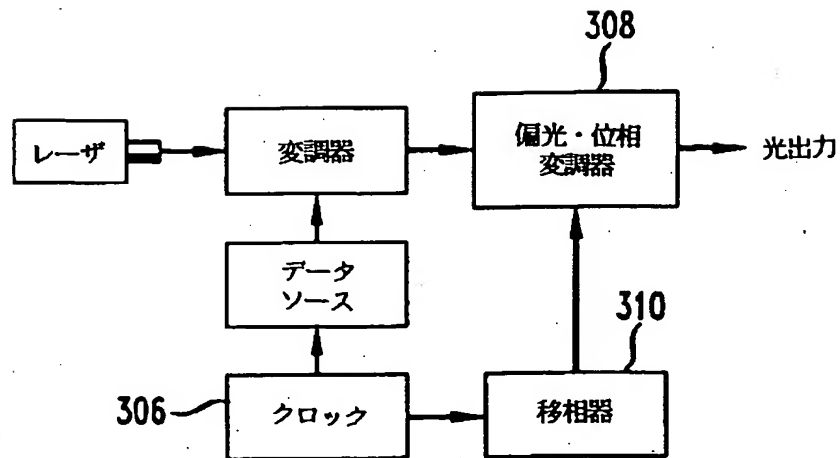 308
レーザ
変調器
偏光・位相
変調器
光出力
データ
ソース
310
306
クロック
移相器